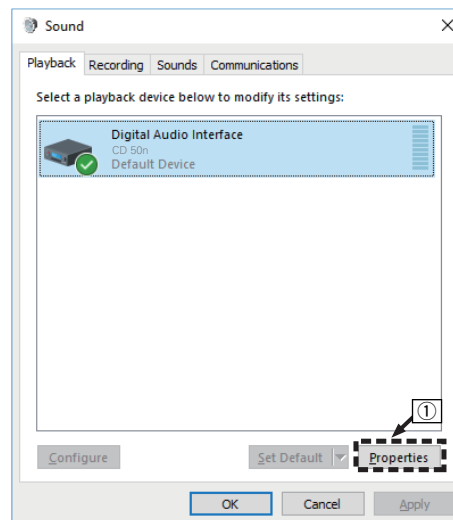 Sound
Playback Recording Sounds Communications
Select a playback device below to modify its settings:
Digital Audio Interface
CD 50n
Default Device
①
Configure Set Default Properties
OK Cancel Apply